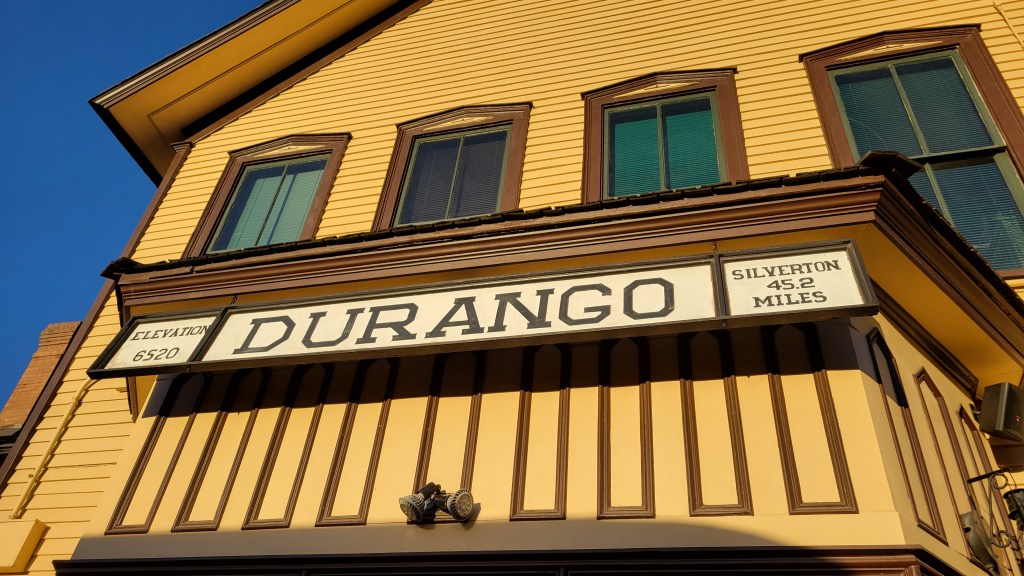 ELEVATION
6520
DURANGO
SILVERTON
45.2
MILES